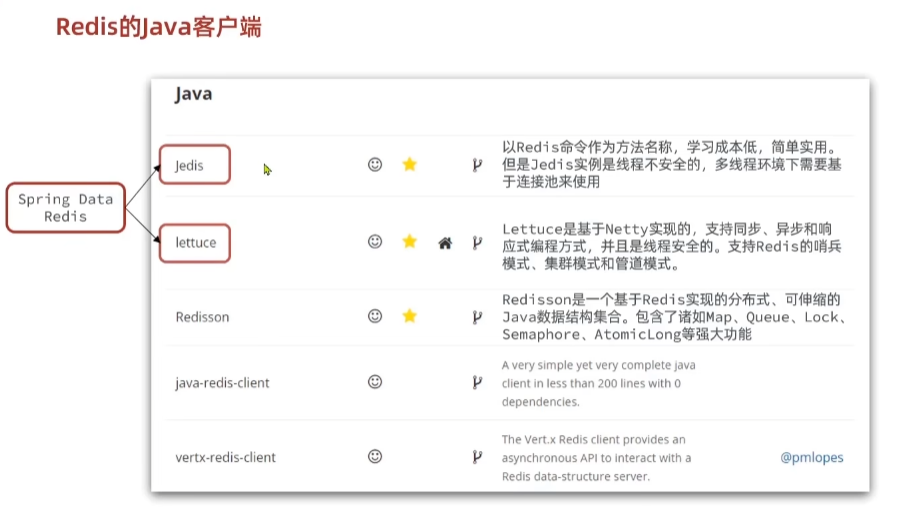 Redis的Java客户端
Java
Spring Data
Redis
Jedis
以Redis命令作为方法名称，学习成本低，简单实用。
但是Jedis实例是线程不安全的，多线程环境下需要基
于连接池来使用
lettuce
Lettuce是基于Netty实现的，支持同步、异步和响
应式编程方式，并且是线程安全的。支持Redis的哨兵
模式、集群模式和管道模式。
Redisson
Redisson是一个基于Redis实现的分布式、可伸缩的
Java数据结构集合。包含了诸如Map、Queue、Lock、
Semaphore、AtomicLong等强大功能
java-redis-client
A very simple yet very complete java
client in less than 200 lines with 0
dependencies.
vertx-redis-client
The Vert.x Redis client provides an
asynchronous API to interact with a
Redis data-structure server.
@pmlopes